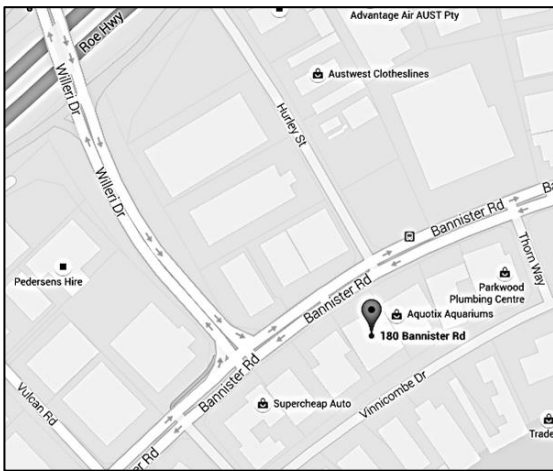 Advantage Air AUST Pty
Roe Hwy
Willeri Dr
Austwest Clotheslines
Hurley St
Willeri Dr
Bannister Rd
Ba
Thorn Way
Pedersens Hire
Parkwood
Plumbing Centre
Bannister Rd
Aquotix Aquariums
180 Bannister Rd
Bannister Rd
Vinnicombe Dr
Vulcan Rd
Supercheap Auto
Trade
Bannister Rd